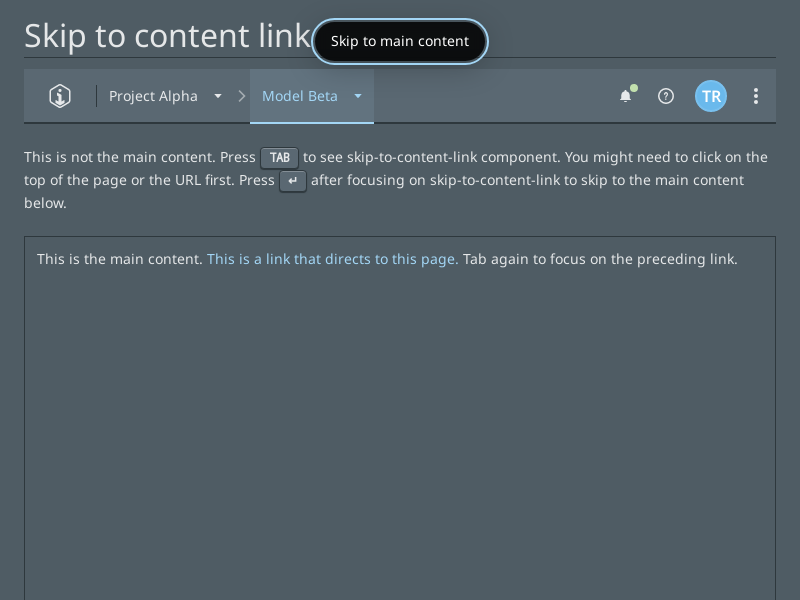 Skip to content link
Skip to main content
Project Alpha
Model Beta
TR
This is not the main content. Press TAB to see skip-to-content-link component. You might need to click on the
top of the page or the URL first. Press ↵ after focusing on skip-to-content-link to skip to the main content
below.
This is the main content. This is a link that directs to this page. Tab again to focus on the preceding link.